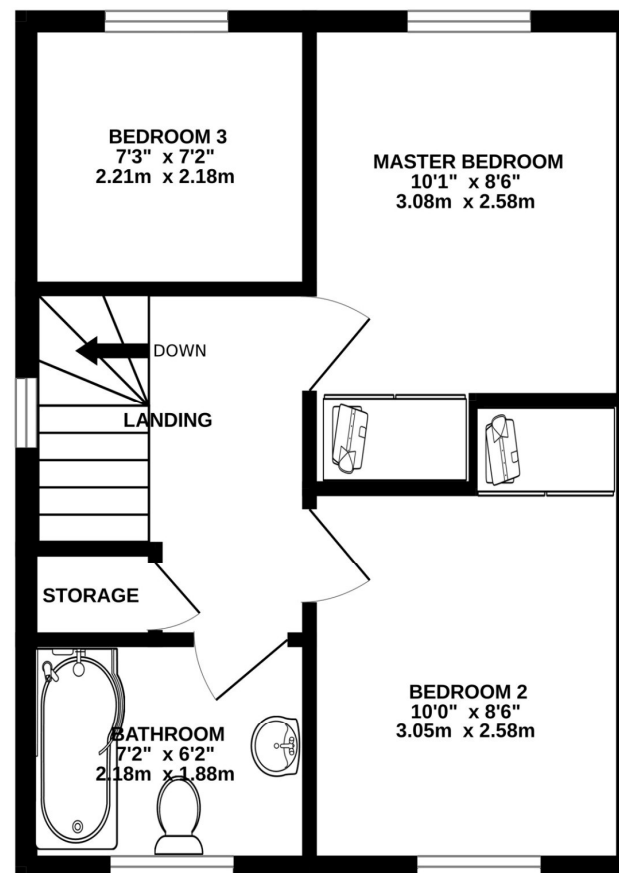 BEDROOM 3
7'3" x 7'2"
2.21m x 2.18m
MASTER BEDROOM
10'1" x 8'6"
3.08m x 2.58m
DOWN
LANDING
STORAGE
BEDROOM 2
10'0" x 8'6"
3.05m x 2.58m
BATHROOM
7'2" x 6'2"
2.18m x 1.88m